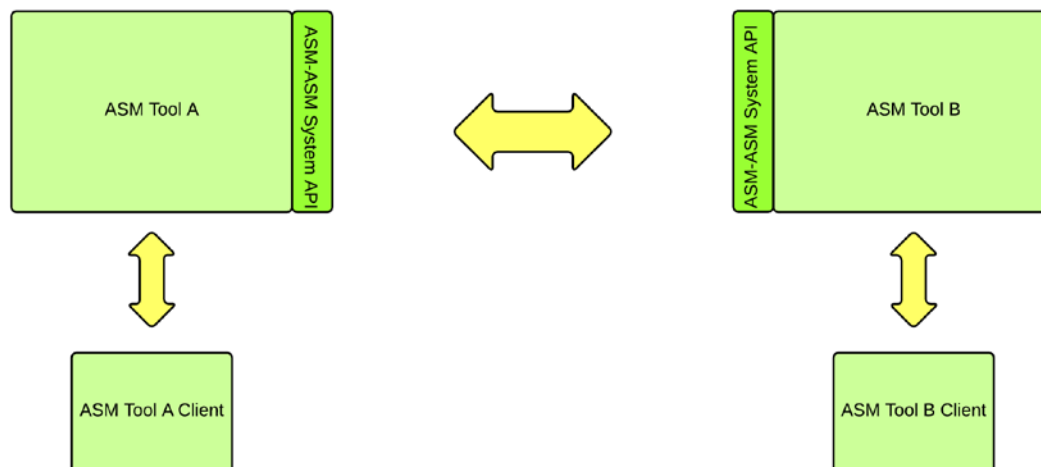 ASM Tool A
ASM-ASM System API
ASM-ASM System API
ASM Tool B
ASM Tool A Client
ASM Tool B Client